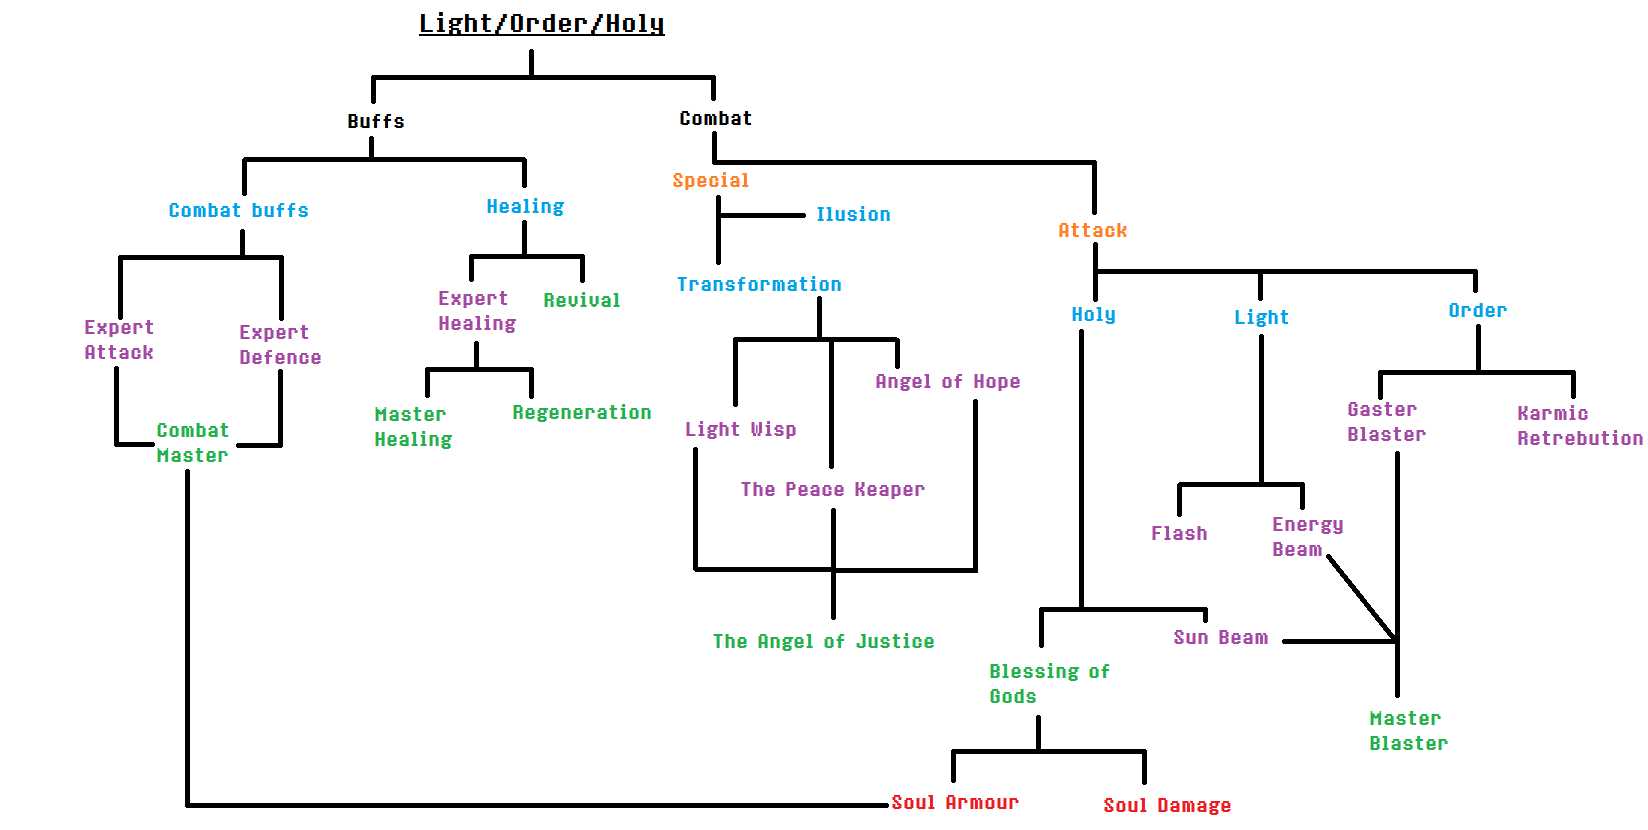 Light/Order/Holy
Buffs
Combat
Combat buffs
Healing
Special
Ilusion
Attack
Transformation
Expert
Healing
Revival
Holy
Light
Order
Expert
Attack
Expert
Defence
Angel of Hope
Master
Healing
Regeneration
Light Wisp
Gaster
Blaster
Karmic
Retrebution
Combat
Master
The Peace Keaper
Flash
Energy
Beam
The Angel of Justice
Sun Beam
Blessing of
Gods
Master
Blaster
Soul Armour
Soul Damage